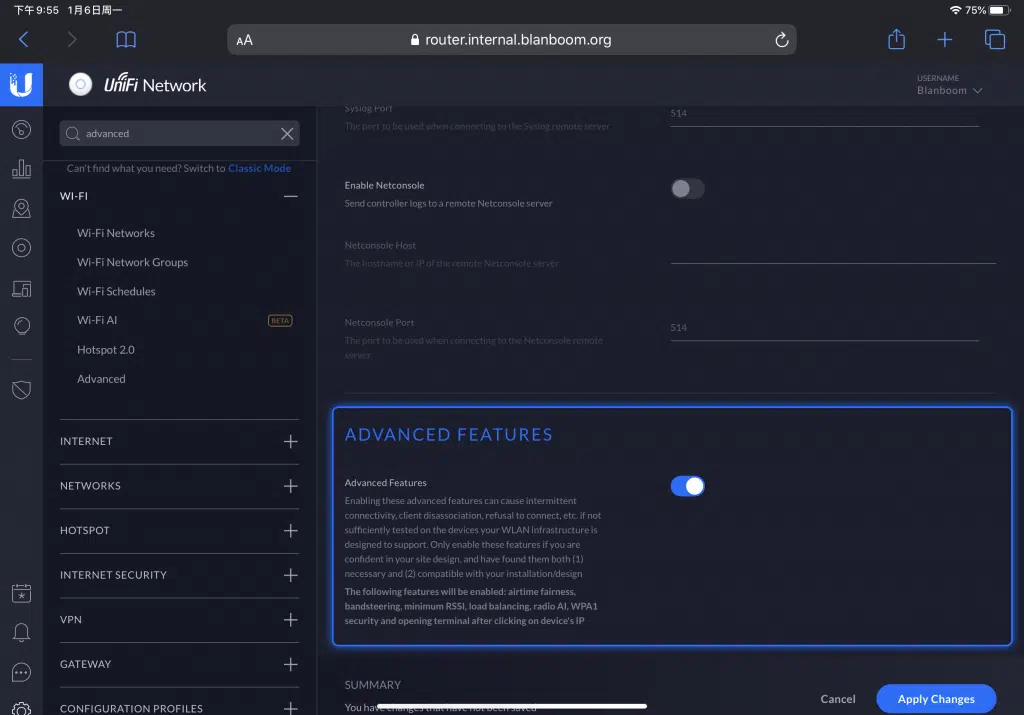 下午9:55 1月6日周一
75%
AA
router.internal.blanboom.org
UniFi Network
USERNAME
Blanboom
advanced
Can't find what you need? Switch to Classic Mode
WI-FI
Wi-Fi Networks
Wi-Fi Network Groups
Wi-Fi Schedules
Wi-Fi AI
BETA
Hotspot 2.0
Advanced
INTERNET
NETWORKS
HOTSPOT
INTERNET SECURITY
VPN
GATEWAY
CONFIGURATION PROFILES
Syslog Port
The port to be used when connecting to the Syslog remote server
514
Enable Netconsole
Send controller logs to a remote Netconsole server
Netconsole Host
The hostname or IP of the remote Netconsole server
Netconsole Port
The port to be used when connecting to the Netconsole remote
server
514
ADVANCED FEATURES
Advanced Features
Enabling these advanced features can cause intermittent
connectivity, client disassociation, refusal to connect, etc. if not
sufficiently tested on the devices your WLAN infrastructure is
designed to support. Only enable these features if you are
confident in your site design, and have found them both (1)
necessary and (2) compatible with your installation/design
The following features will be enabled: airtime fairness,
bandsteering, minimum RSSI, load balancing, radio AI, WPA1
security and opening terminal after clicking on device's IP
SUMMARY
You have changes that have not been saved
Cancel
Apply Changes